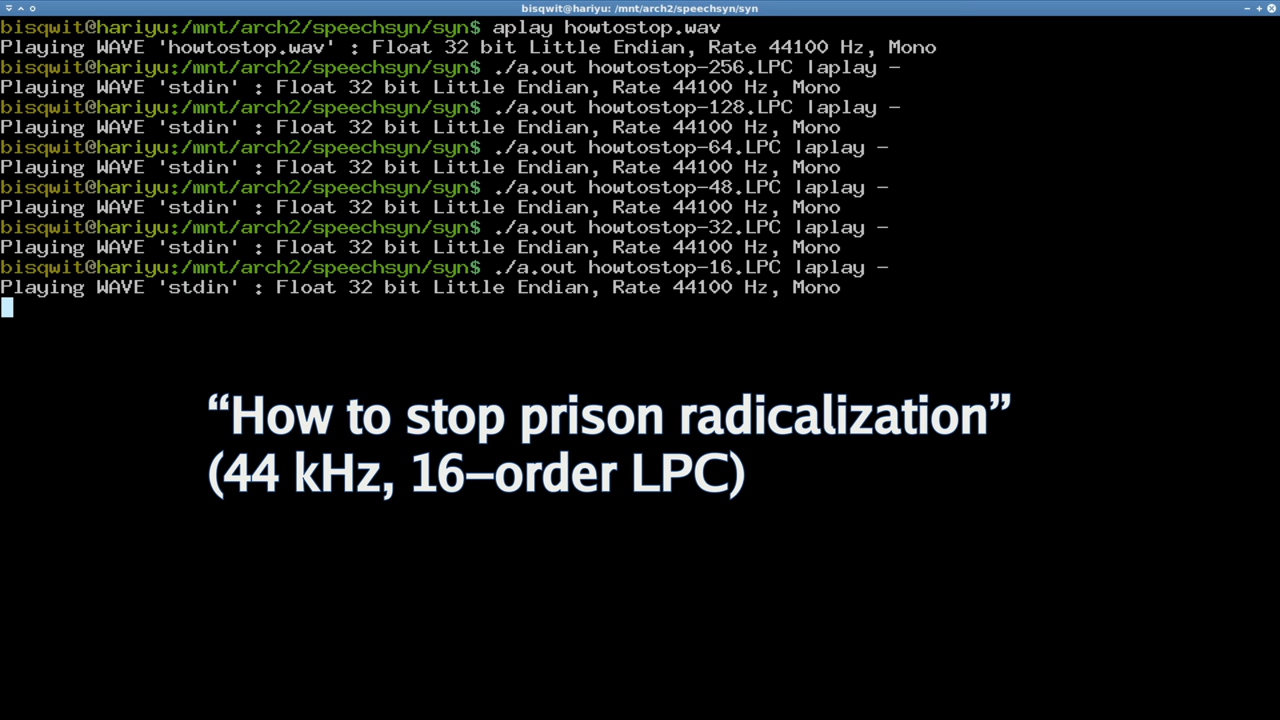 bisqwit@hariyu: /mnt/arch2/speechsyn/syn
bisqwit@hariyu:/mnt/arch2/speechsyn/syn$ aplay howtostop.wav
Playing WAVE 'howtostop.wav' : Float 32 bit Little Endian, Rate 44100 Hz, Mono
bisqwit@hariyu:/mnt/arch2/speechsyn/syn$ ./a.out howtostop-256.LPC |aplay -
Playing WAVE 'stdin' : Float 32 bit Little Endian, Rate 44100 Hz, Mono
bisqwit@hariyu:/mnt/arch2/speechsyn/syn$ ./a.out howtostop-128.LPC |aplay -
Playing WAVE 'stdin' : Float 32 bit Little Endian, Rate 44100 Hz, Mono
bisqwit@hariyu:/mnt/arch2/speechsyn/syn$ ./a.out howtostop-64.LPC |aplay -
Playing WAVE 'stdin' : Float 32 bit Little Endian, Rate 44100 Hz, Mono
bisqwit@hariyu:/mnt/arch2/speechsyn/syn$ ./a.out howtostop-48.LPC |aplay -
Playing WAVE 'stdin' : Float 32 bit Little Endian, Rate 44100 Hz, Mono
bisqwit@hariyu:/mnt/arch2/speechsyn/syn$ ./a.out howtostop-32.LPC |aplay -
Playing WAVE 'stdin' : Float 32 bit Little Endian, Rate 44100 Hz, Mono
bisqwit@hariyu:/mnt/arch2/speechsyn/syn$ ./a.out howtostop-16.LPC |aplay -
Playing WAVE 'stdin' : Float 32 bit Little Endian, Rate 44100 Hz, Mono
“How to stop prison radicalization”
(44 kHz, 16–order LPC)